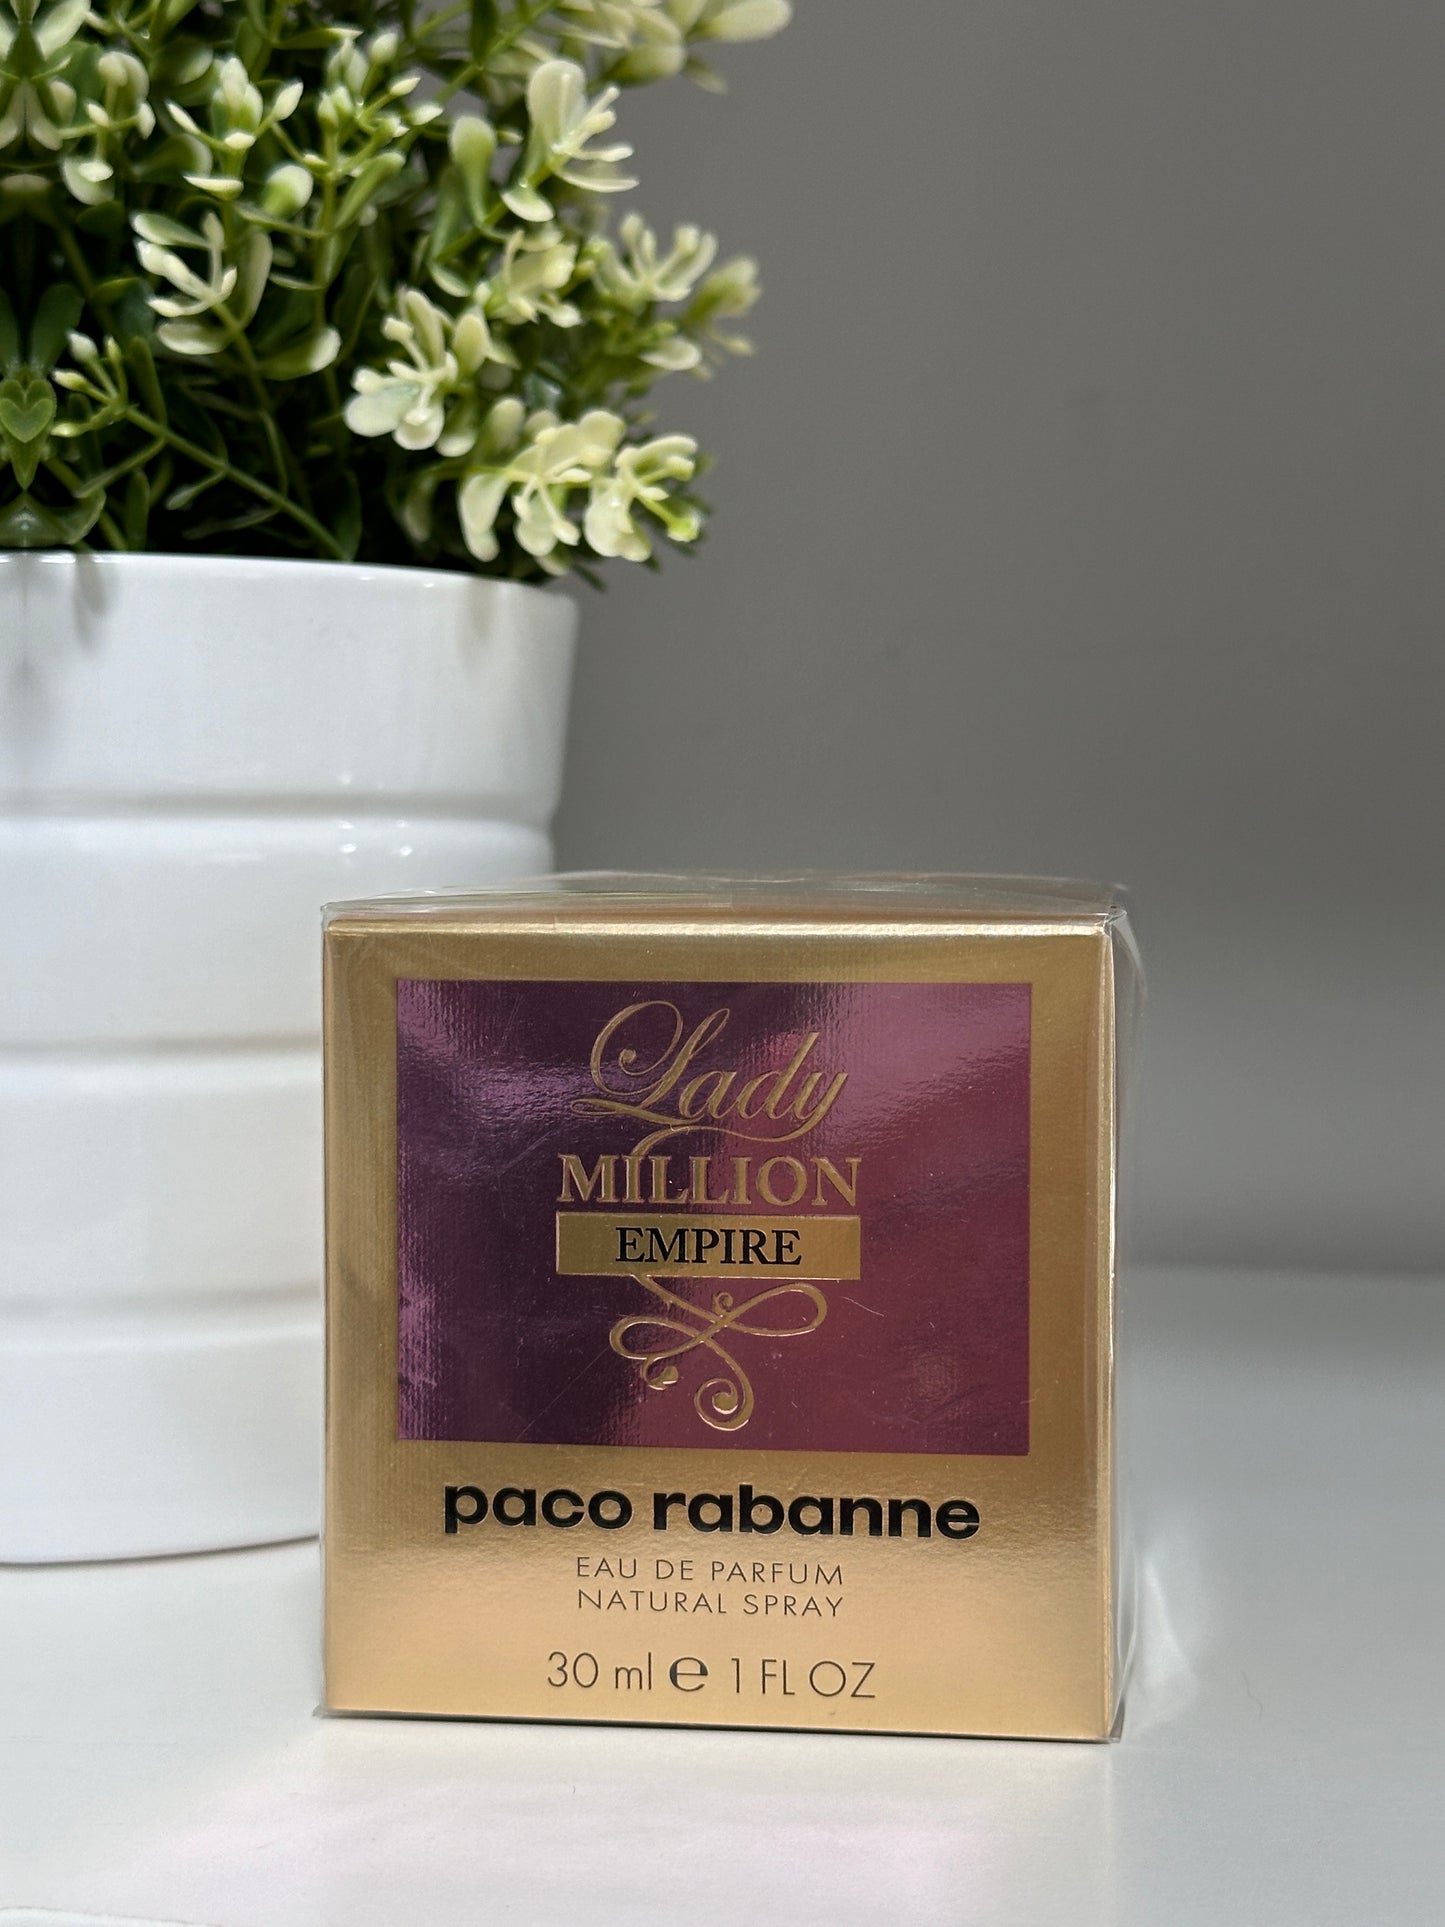 Lady
MILLION
EMPIRE
paco rabanne
EAU DE PARFUM
NATURAL SPRAY
30 ml ℮ 1 FL OZ